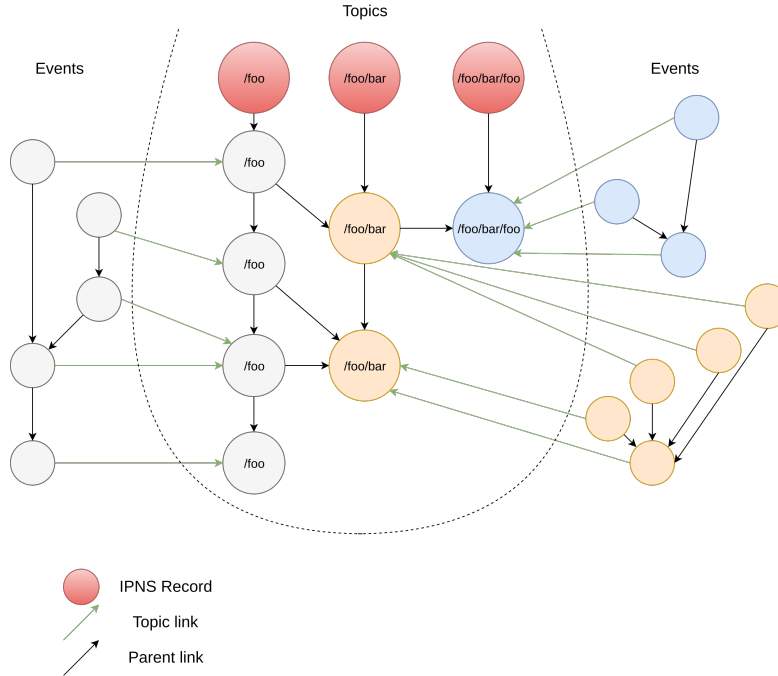 Topics
Events
Events
/foo
/foo/bar
/foo/bar/foo
/foo
/foo/bar
/foo/bar/foo
/foo
/foo
/foo/bar
/foo
IPNS Record
Topic link
Parent link